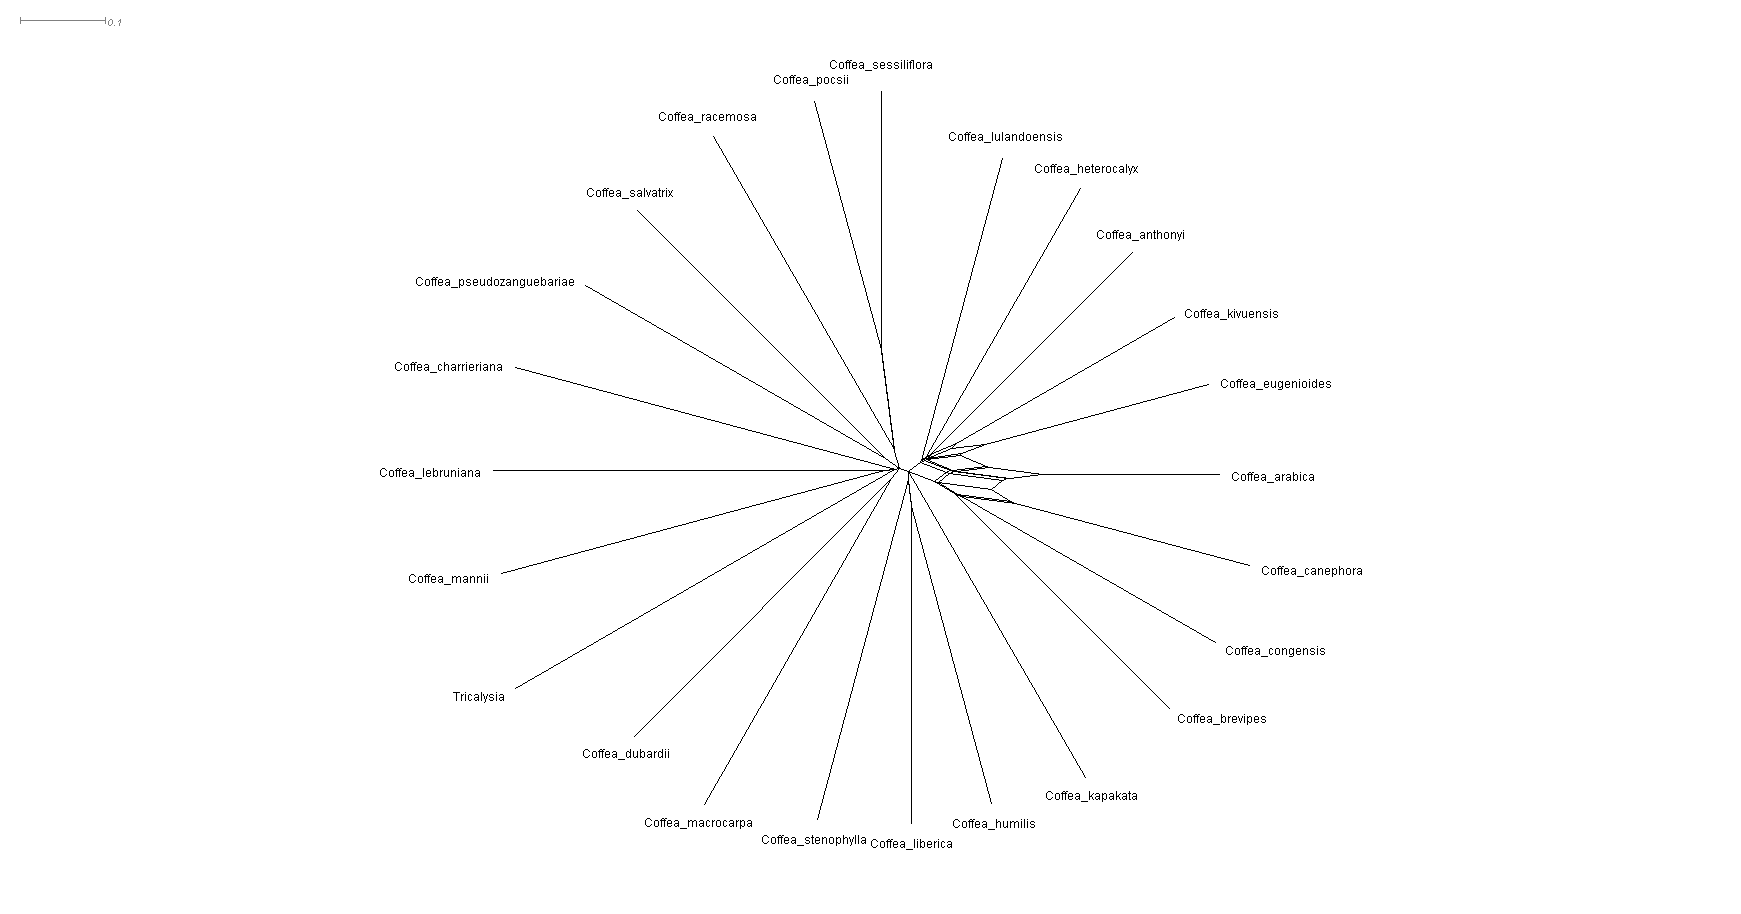 0.1
Coffea_sessiliflora
Coffea_pocsii
Coffea_racemosa
Coffea_lulandoensis
Coffea_heterocalyx
Coffea_salvatrix
Coffea_anthonyi
Coffea_pseudozanguebariae
Coffea_kivuensis
Coffea_charrieriana
Coffea_eugenioides
Coffea_lebruniana
Coffea_arabica
Coffea_mannii
Coffea_canephora
Coffea_congensis
Tricalysia
Coffea_brevipes
Coffea_dubardii
Coffea_kapakata
Coffea_macrocarpa
Coffea_humilis
Coffea_stenophylla
Coffea_liberica